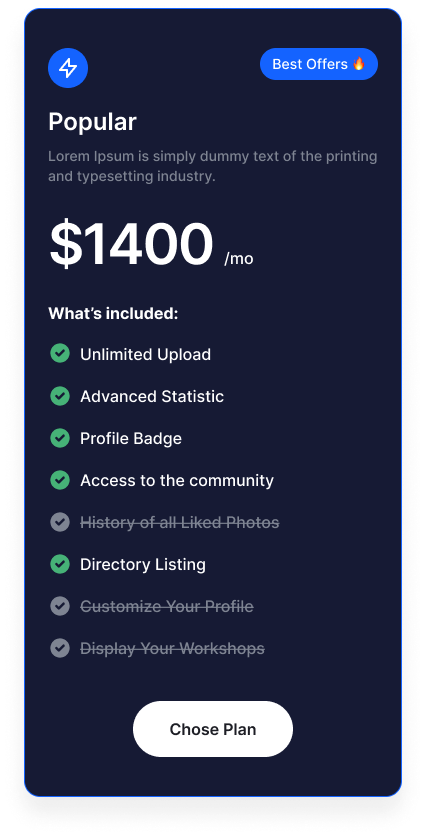 Best Offers 🔥
Popular
Lorem Ipsum is simply dummy text of the printing
and typesetting industry.
$1400 /mo
What’s included:
Unlimited Upload
Advanced Statistic
Profile Badge
Access to the community
History of all Liked Photos
Directory Listing
Customize Your Profile
Display Your Workshops
Chose Plan